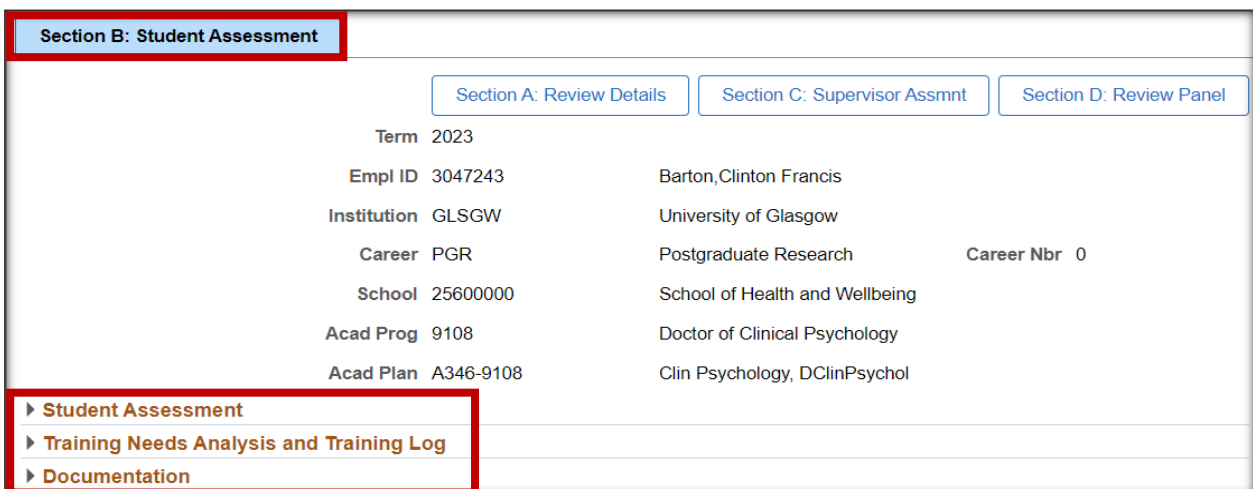 Section B: Student Assessment
Section A: Review Details Section C: Supervisor Assmnt Section D: Review Panel
Term 2023
Empl ID 3047243 Barton,Clinton Francis
Institution GLSGW University of Glasgow
Career PGR Postgraduate Research Career Nbr 0
School 25600000 School of Health and Wellbeing
Acad Prog 9108 Doctor of Clinical Psychology
Acad Plan A346-9108 Clin Psychology, DClinPsychol
Student Assessment
Training Needs Analysis and Training Log
Documentation